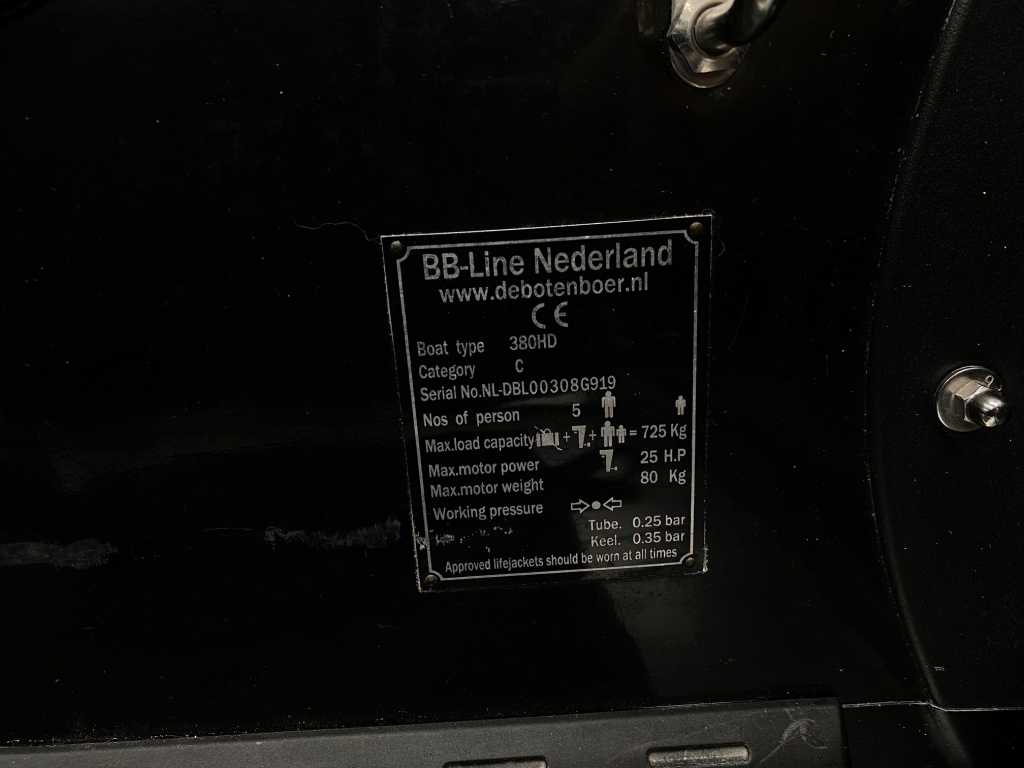 BB-Line Nederland
www.debotenboer.nl
CE
Boat type 380HD
Category C
Serial No.NL-DBL00308G919
Nos of person 5
Max.load capacity + + = 725 Kg
Max.motor power 25 H.P
Max.motor weight 80 Kg
Working pressure
Tube. 0.25 bar
Keel. 0.35 bar
Approved lifejackets should be worn at all times